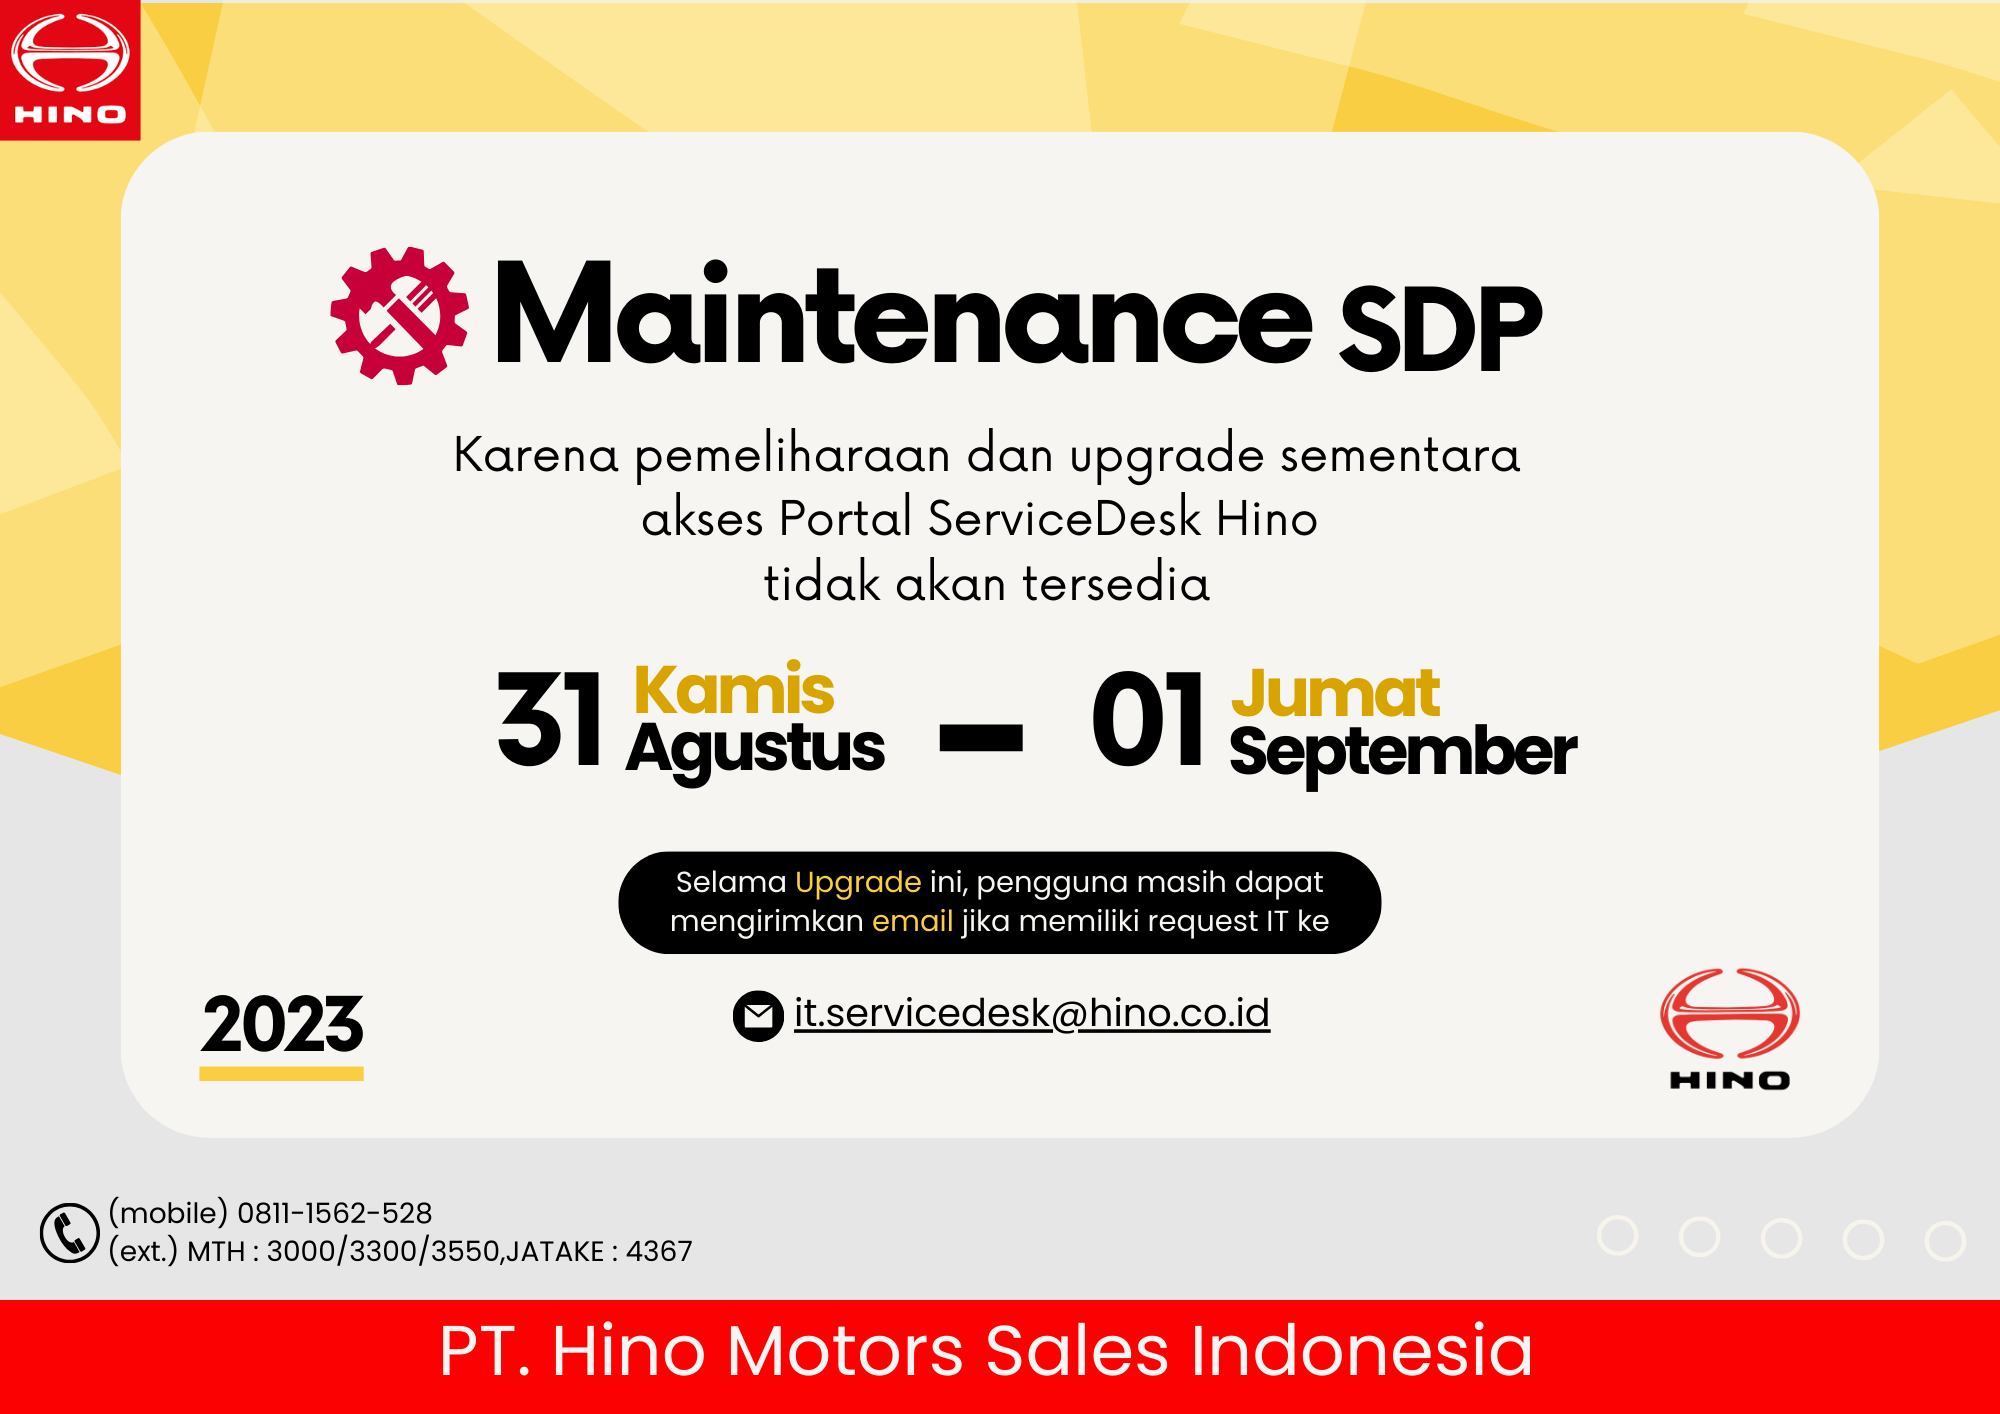 HINO
Maintenance SDP
Karena pemeliharaan dan upgrade sementara
akses Portal ServiceDesk Hino
tidak akan tersedia
31 Kamis Agustus - 01 Jumat September
Selama Upgrade ini, pengguna masih dapat
mengirimkan email jika memiliki request IT ke
it.servicedesk@hino.co.id
2023
HINO
(mobile) 0811-1562-528
(ext.) MTH : 3000/3300/3550,JATAKE : 4367
PT. Hino Motors Sales Indonesia